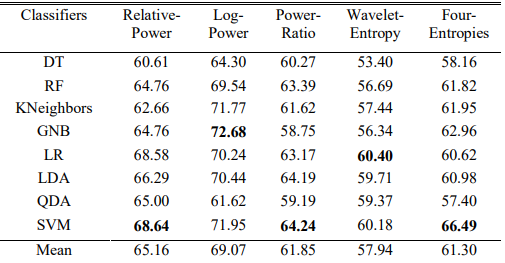 Classifiers Relative-Power Log-Power Power-Ratio Wavelet-Entropy Four-Entropies
DT 60.61 64.30 60.27 53.40 58.16
RF 64.76 69.54 63.39 56.69 61.82
KNeighbors 62.66 71.77 61.62 57.44 61.95
GNB 64.76 72.68 58.75 56.34 62.96
LR 68.58 70.24 63.17 60.40 60.62
LDA 66.29 70.44 64.19 59.71 60.98
QDA 65.00 61.62 59.19 59.37 57.40
SVM 68.64 71.95 64.24 60.18 66.49
Mean 65.16 69.07 61.85 57.94 61.30